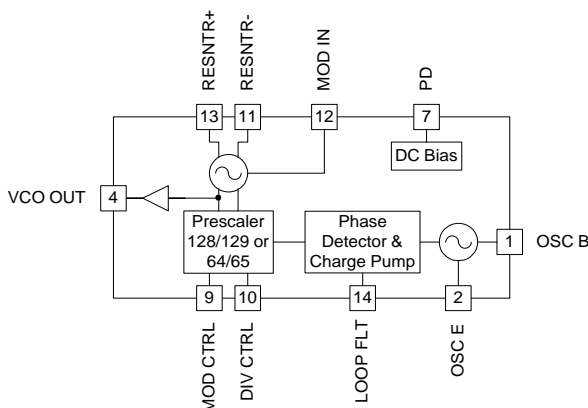 RESNTR+
RESNTR-
MOD IN
PD
13
11
12
7
DC Bias
VCO OUT
4
Prescaler
128/129 or
64/65
Phase
Detector &
Charge Pump
1
OSC B
9
10
14
2
MOD CTRL
DIV CTRL
LOOP FLT
OSC E